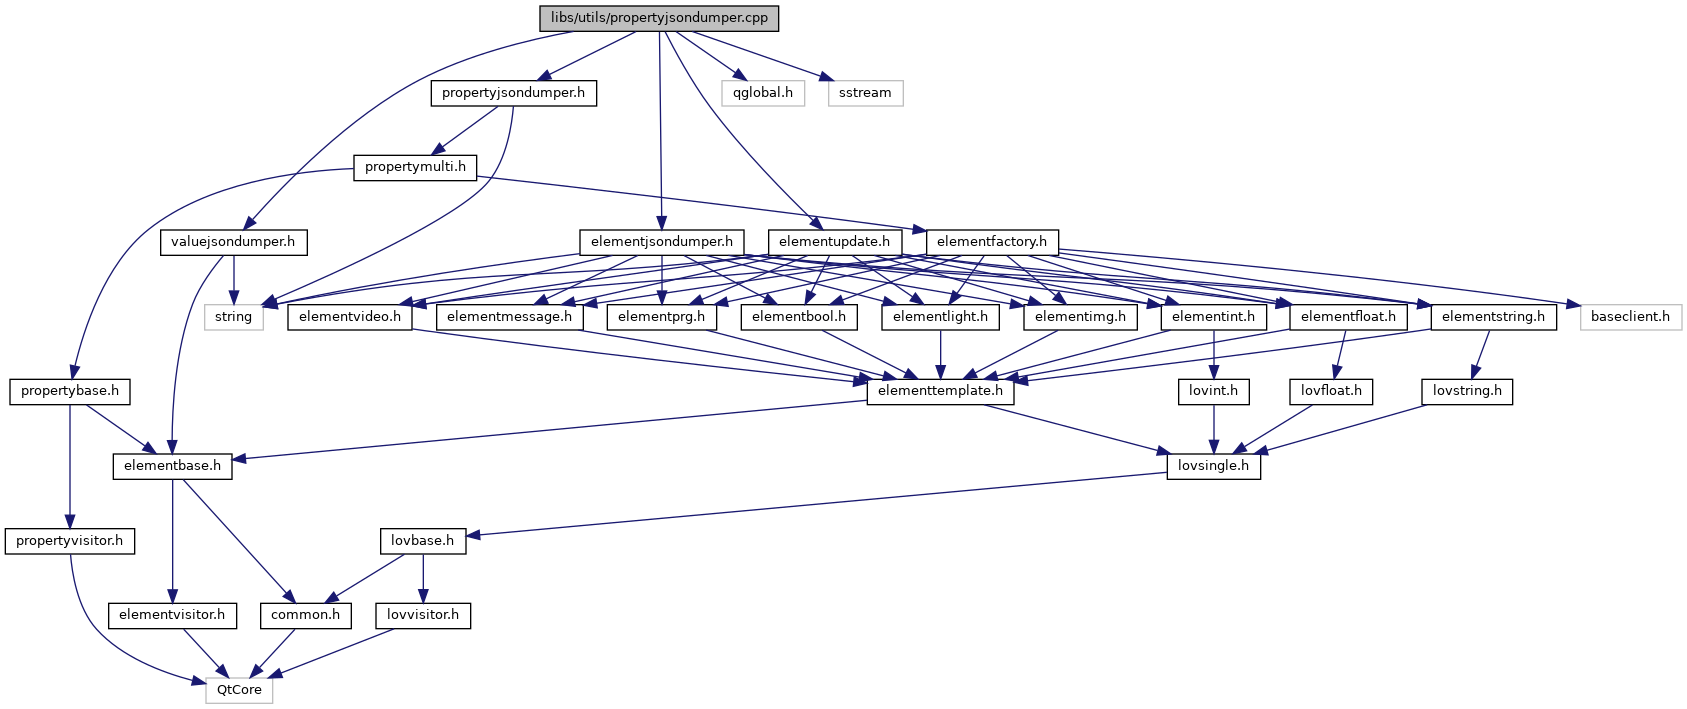 libs/utils/propertyjsondumper.cpp
propertyjsondumper.h
qglobal.h
sstream
propertymulti.h
valuejsondumper.h
elementjsondumper.h
elementupdate.h
elementfactory.h
string
elementvideo.h
elementmessage.h
elementprg.h
elementbool.h
elementlight.h
elementimg.h
elementint.h
elementfloat.h
elementstring.h
baseclient.h
propertybase.h
elementtemplate.h
lovint.h
lovfloat.h
lovstring.h
elementbase.h
lovsingle.h
propertyvisitor.h
lovbase.h
elementvisitor.h
common.h
lovvisitor.h
QtCore